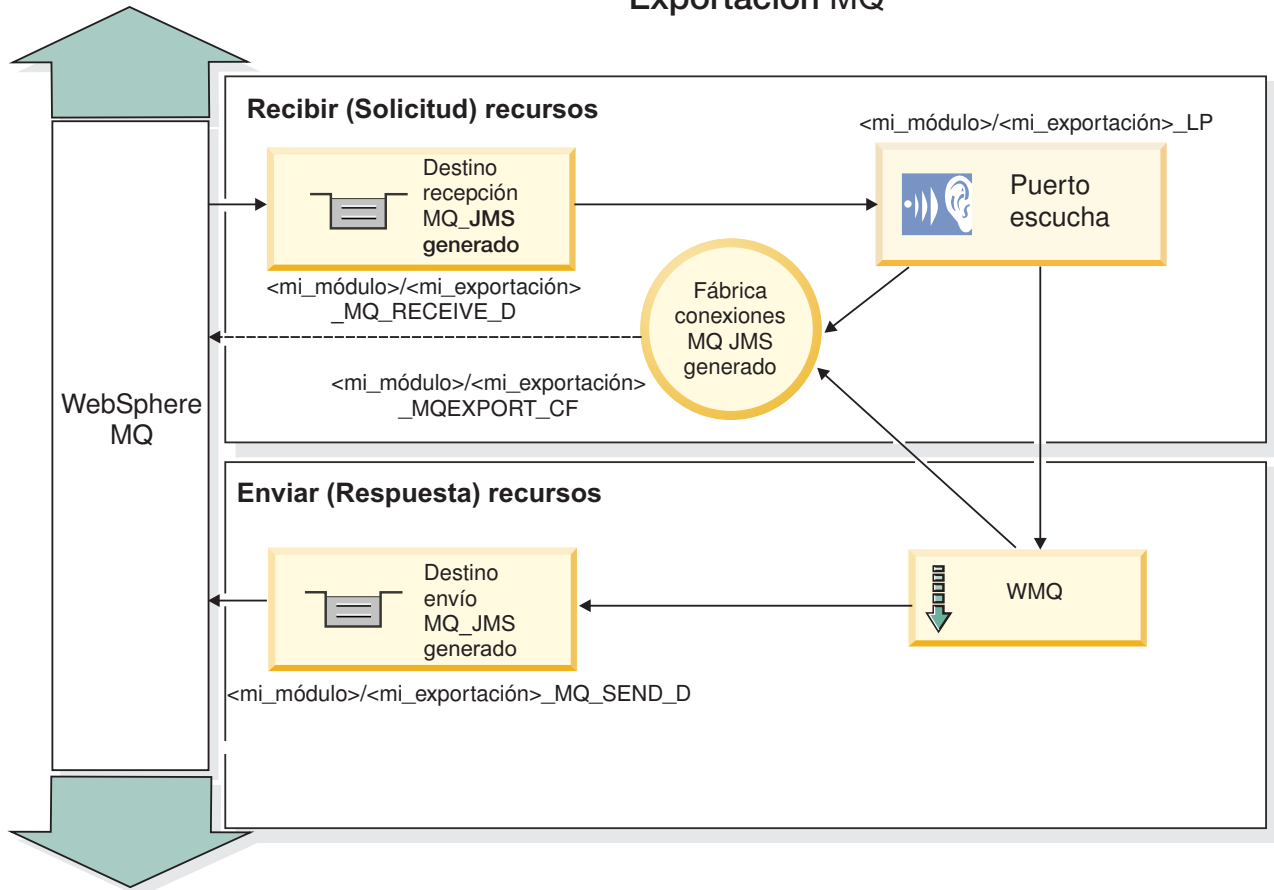 Exportación MQ
Recibir (Solicitud) recursos
<mi_módulo>/<mi_exportación>_LP
Destino
recepción
MQ_JMS
generado
Puerto
escucha
<mi_módulo>/<mi_exportación>
_MQ_RECEIVE_D
Fábrica
conexiones
MQ JMS
generado
<mi_módulo>/<mi_exportación>
_MQEXPORT_CF
WebSphere
MQ
Enviar (Respuesta) recursos
Destino
envío
MQ_JMS
generado
WMQ
<mi_módulo>/<mi_exportación>_MQ_SEND_D